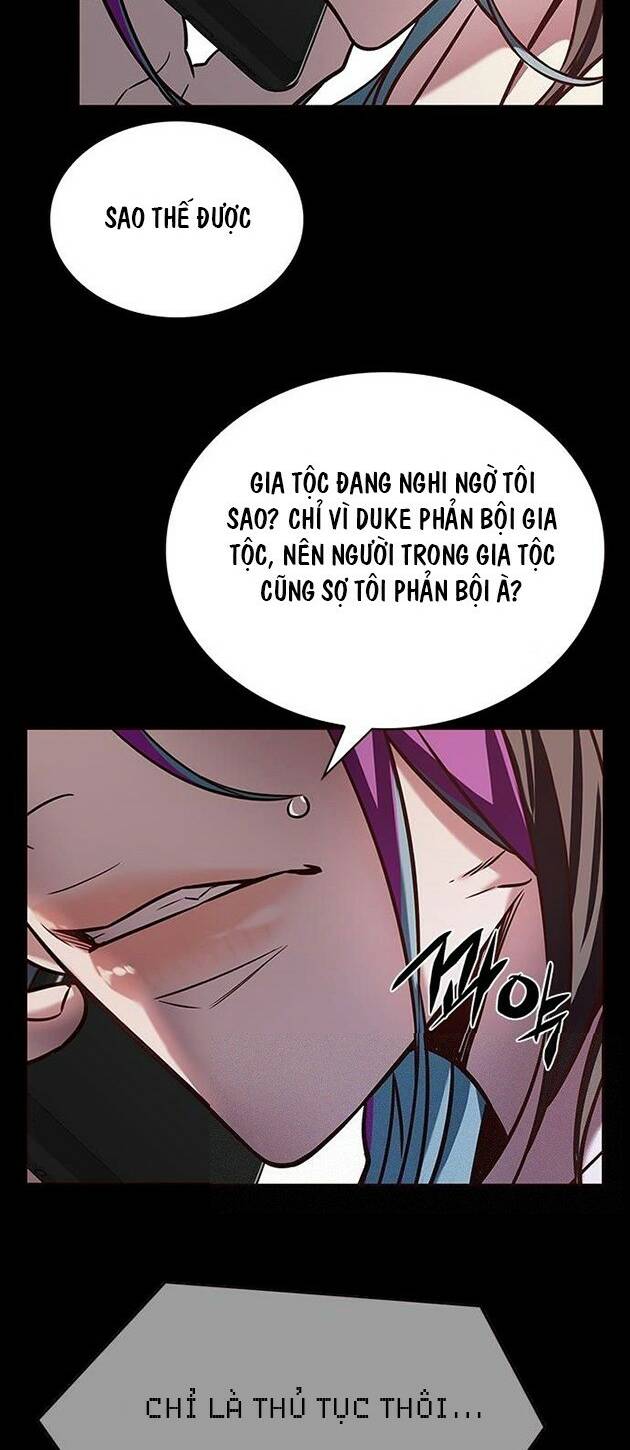 SAO THẾ ĐƯỢC
GIA TỘC ĐANG NGHI NGỜ TÔI
SAO? CHỈ VÌ DUKE PHẢN BỘI GIA
TỘC, NÊN NGƯỜI TRONG GIA TỘC
CŨNG SỢ TÔI PHẢN BỘI À?
CHỈ LÀ THỦ TỤC THÔI...